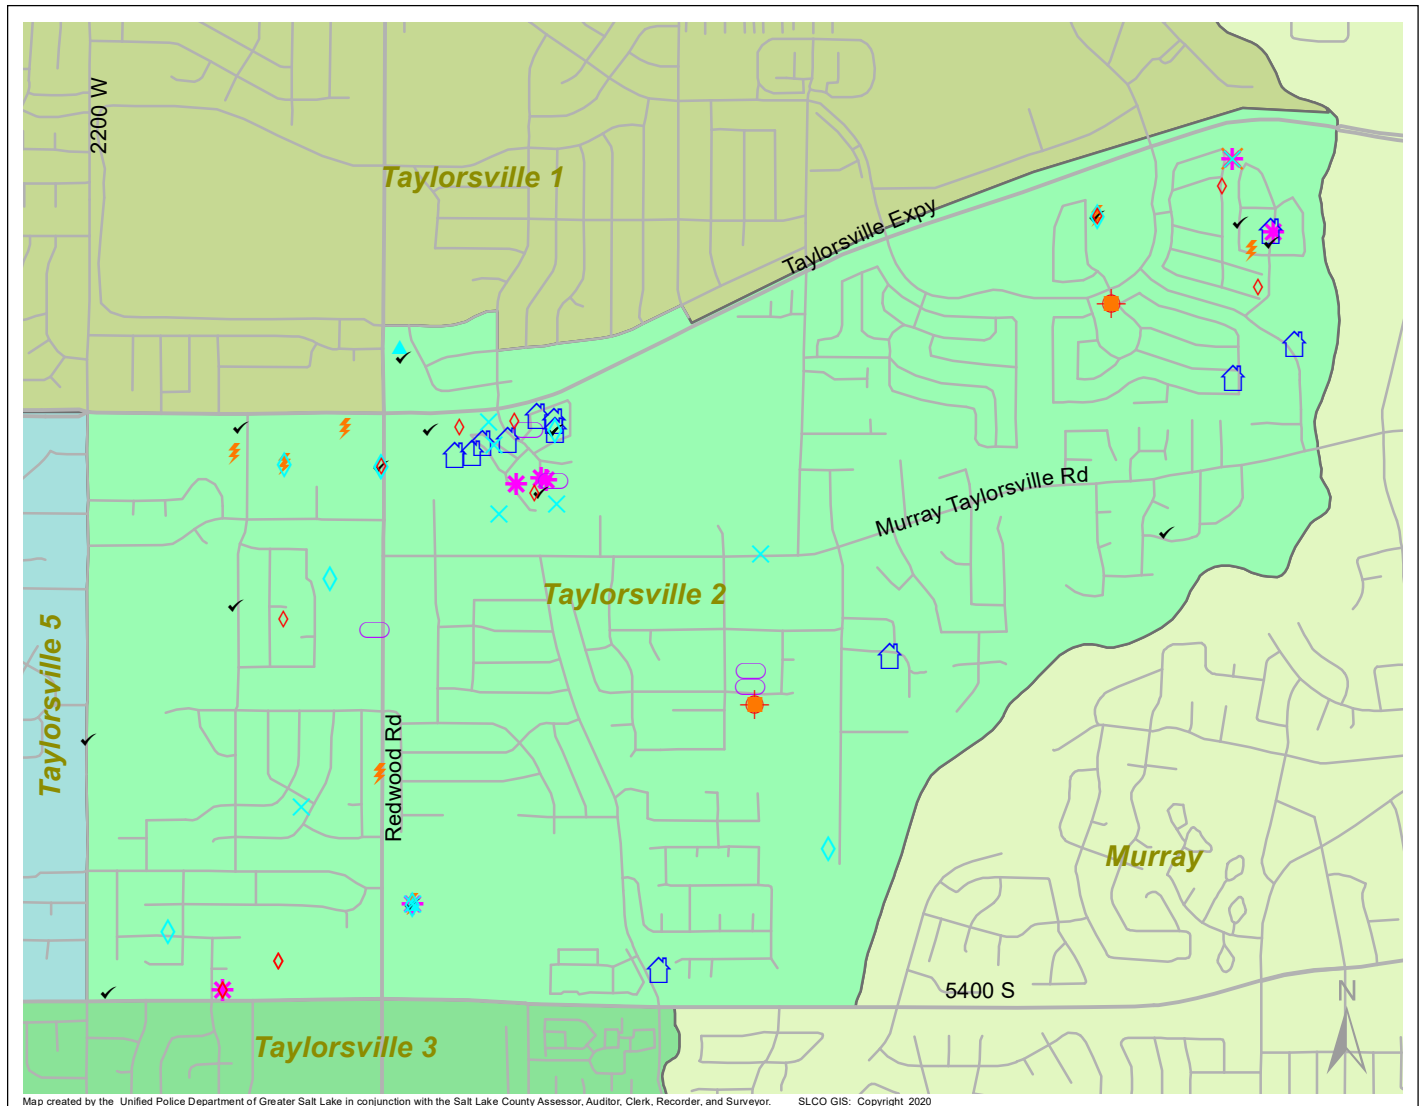 2200 W
Taylorsville 1
Taylorsville Expy
Murray Taylorsville Rd
Taylorsville 2
Taylorsville 5
Redwood Rd
Murray
5400 S
N
Taylorsville 3
Map created by the Unified Police Department of Greater Salt Lake in conjunction with the Salt Lake County Assessor, Auditor, Clerk, Recorder, and Surveyor. SLCO GIS: Copyright 2020